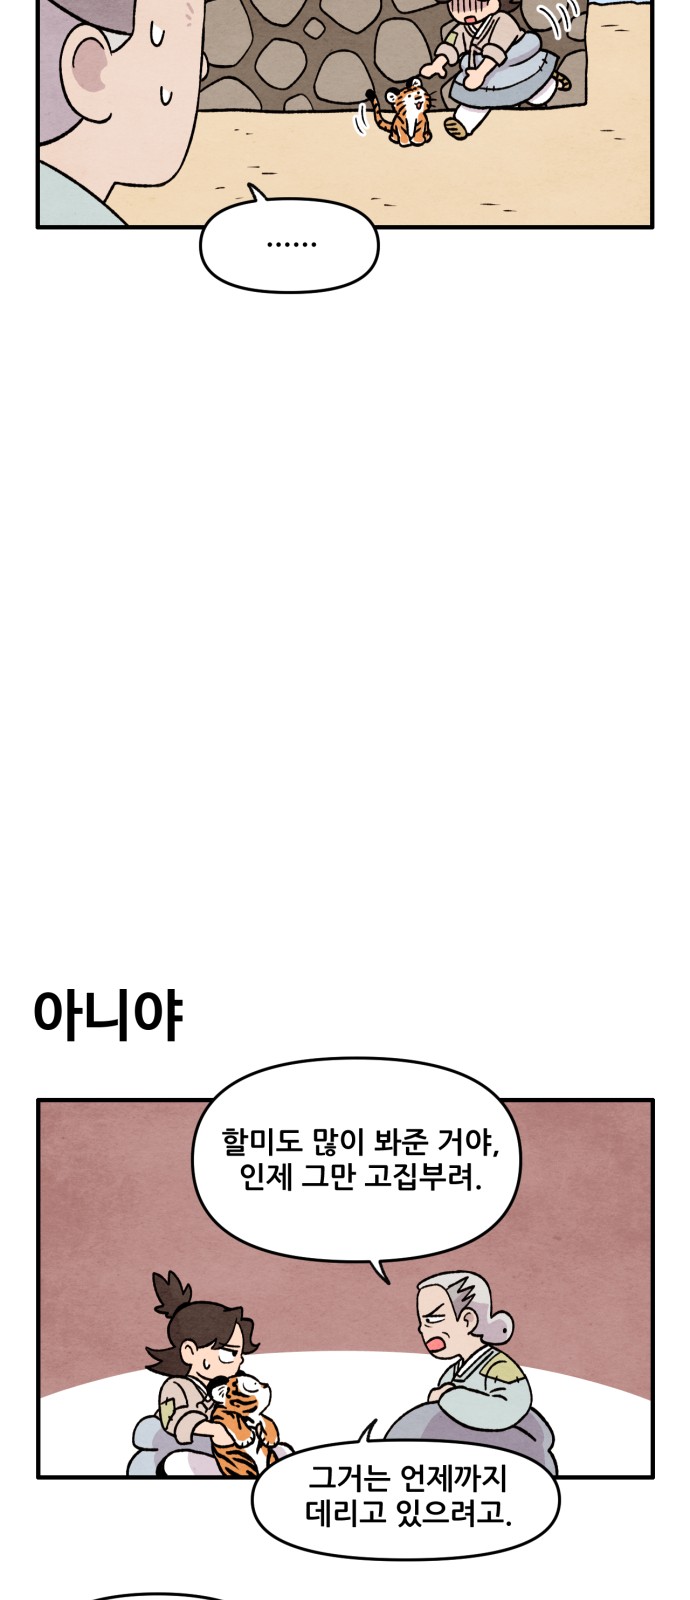 ......
아니야
할미도 많이 봐준 거야,
인제 그만 고집부려.
그거는 언제까지
데리고 있으려고.